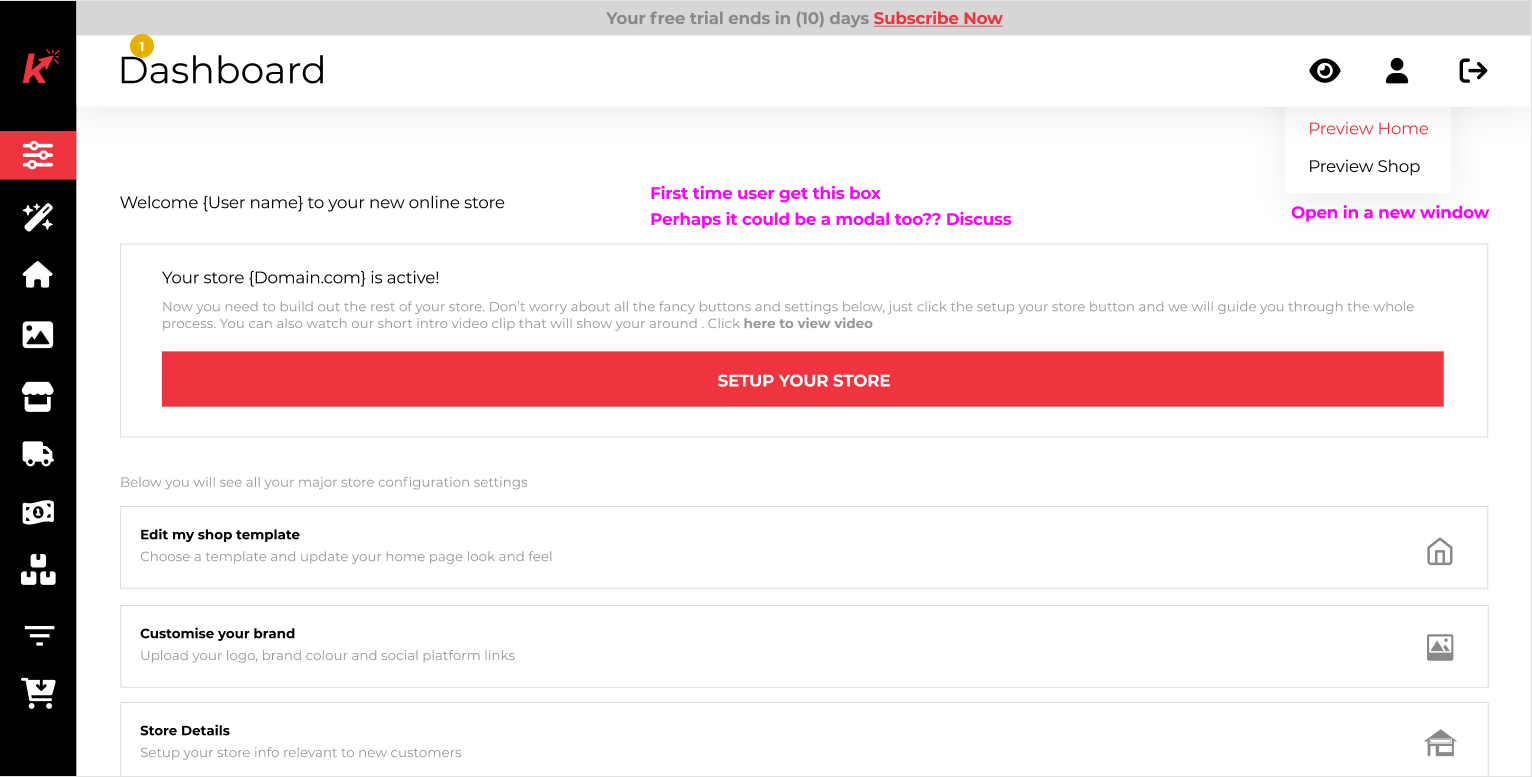 Your free trial ends in (10) days Subscribe Now
1
Dashboard
Preview Home
Preview Shop
Open in a new window
Welcome {User name} to your new online store
First time user get this box
Perhaps it could be a modal too?? Discuss
Your store {Domain.com} is active!
Now you need to build out the rest of your store. Don’t worry about all the fancy buttons and settings below, just click the setup your store button and we will guide you through the whole
process. You can also watch our short intro video clip that will show your around . Click here to view video
SETUP YOUR STORE
Below you will see all your major store configuration settings
Edit my shop template
Choose a template and update your home page look and feel
Customise your brand
Upload your logo, brand colour and social platform links
Store Details
Setup your store info relevant to new customers